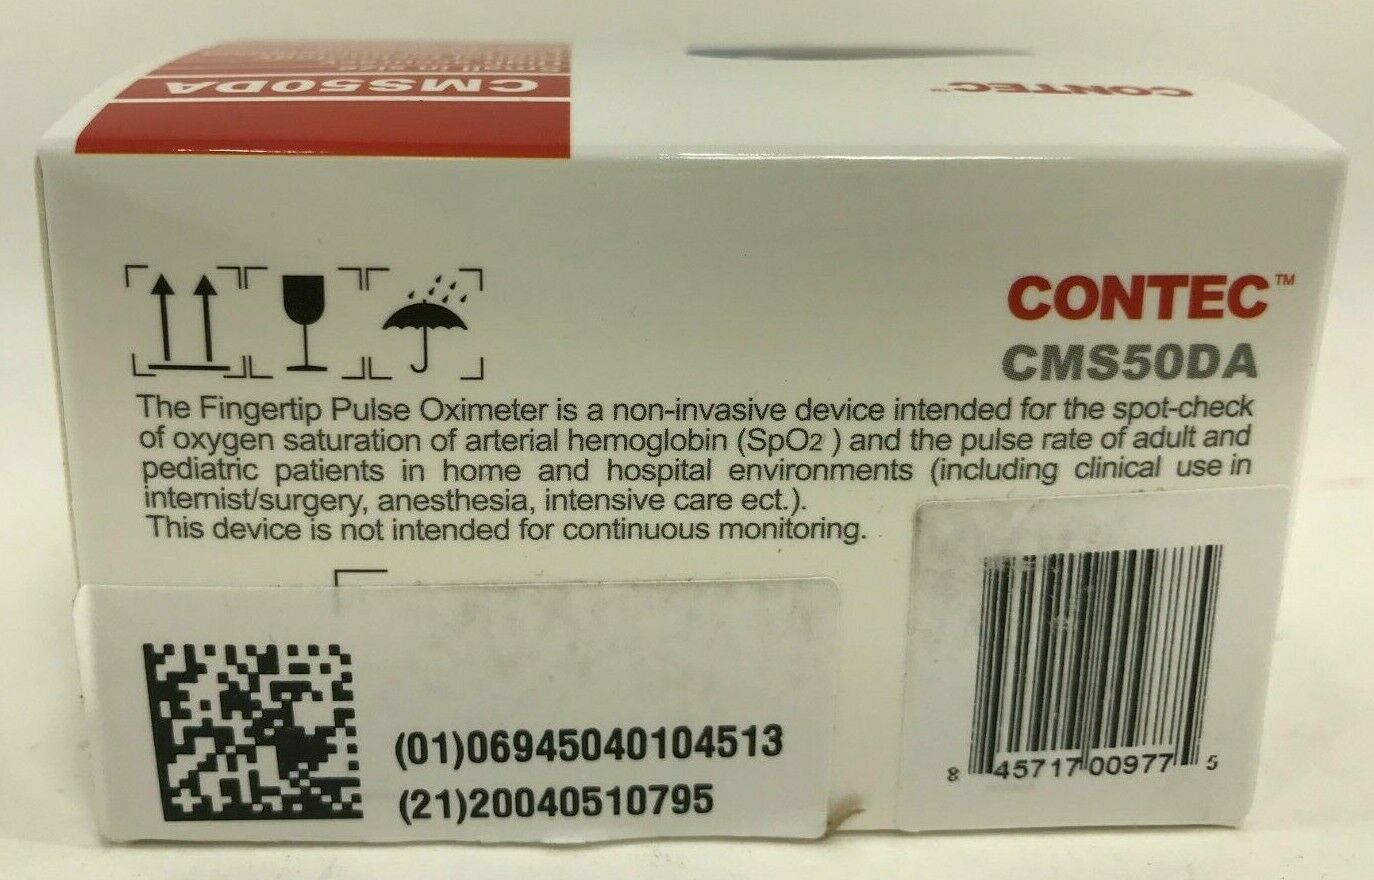 CMS50DA
CONTEC™
CONTEC™
CMS50DA
The Fingertip Pulse Oximeter is a non-invasive device intended for the spot-check
of oxygen saturation of arterial hemoglobin (SpO2 ) and the pulse rate of adult and
pediatric patients in home and hospital environments (including clinical use in
internist/surgery, anesthesia, intensive care ect.).
This device is not intended for continuous monitoring.
(01)06945040104513
(21)20040510795
8 45717 00977 5